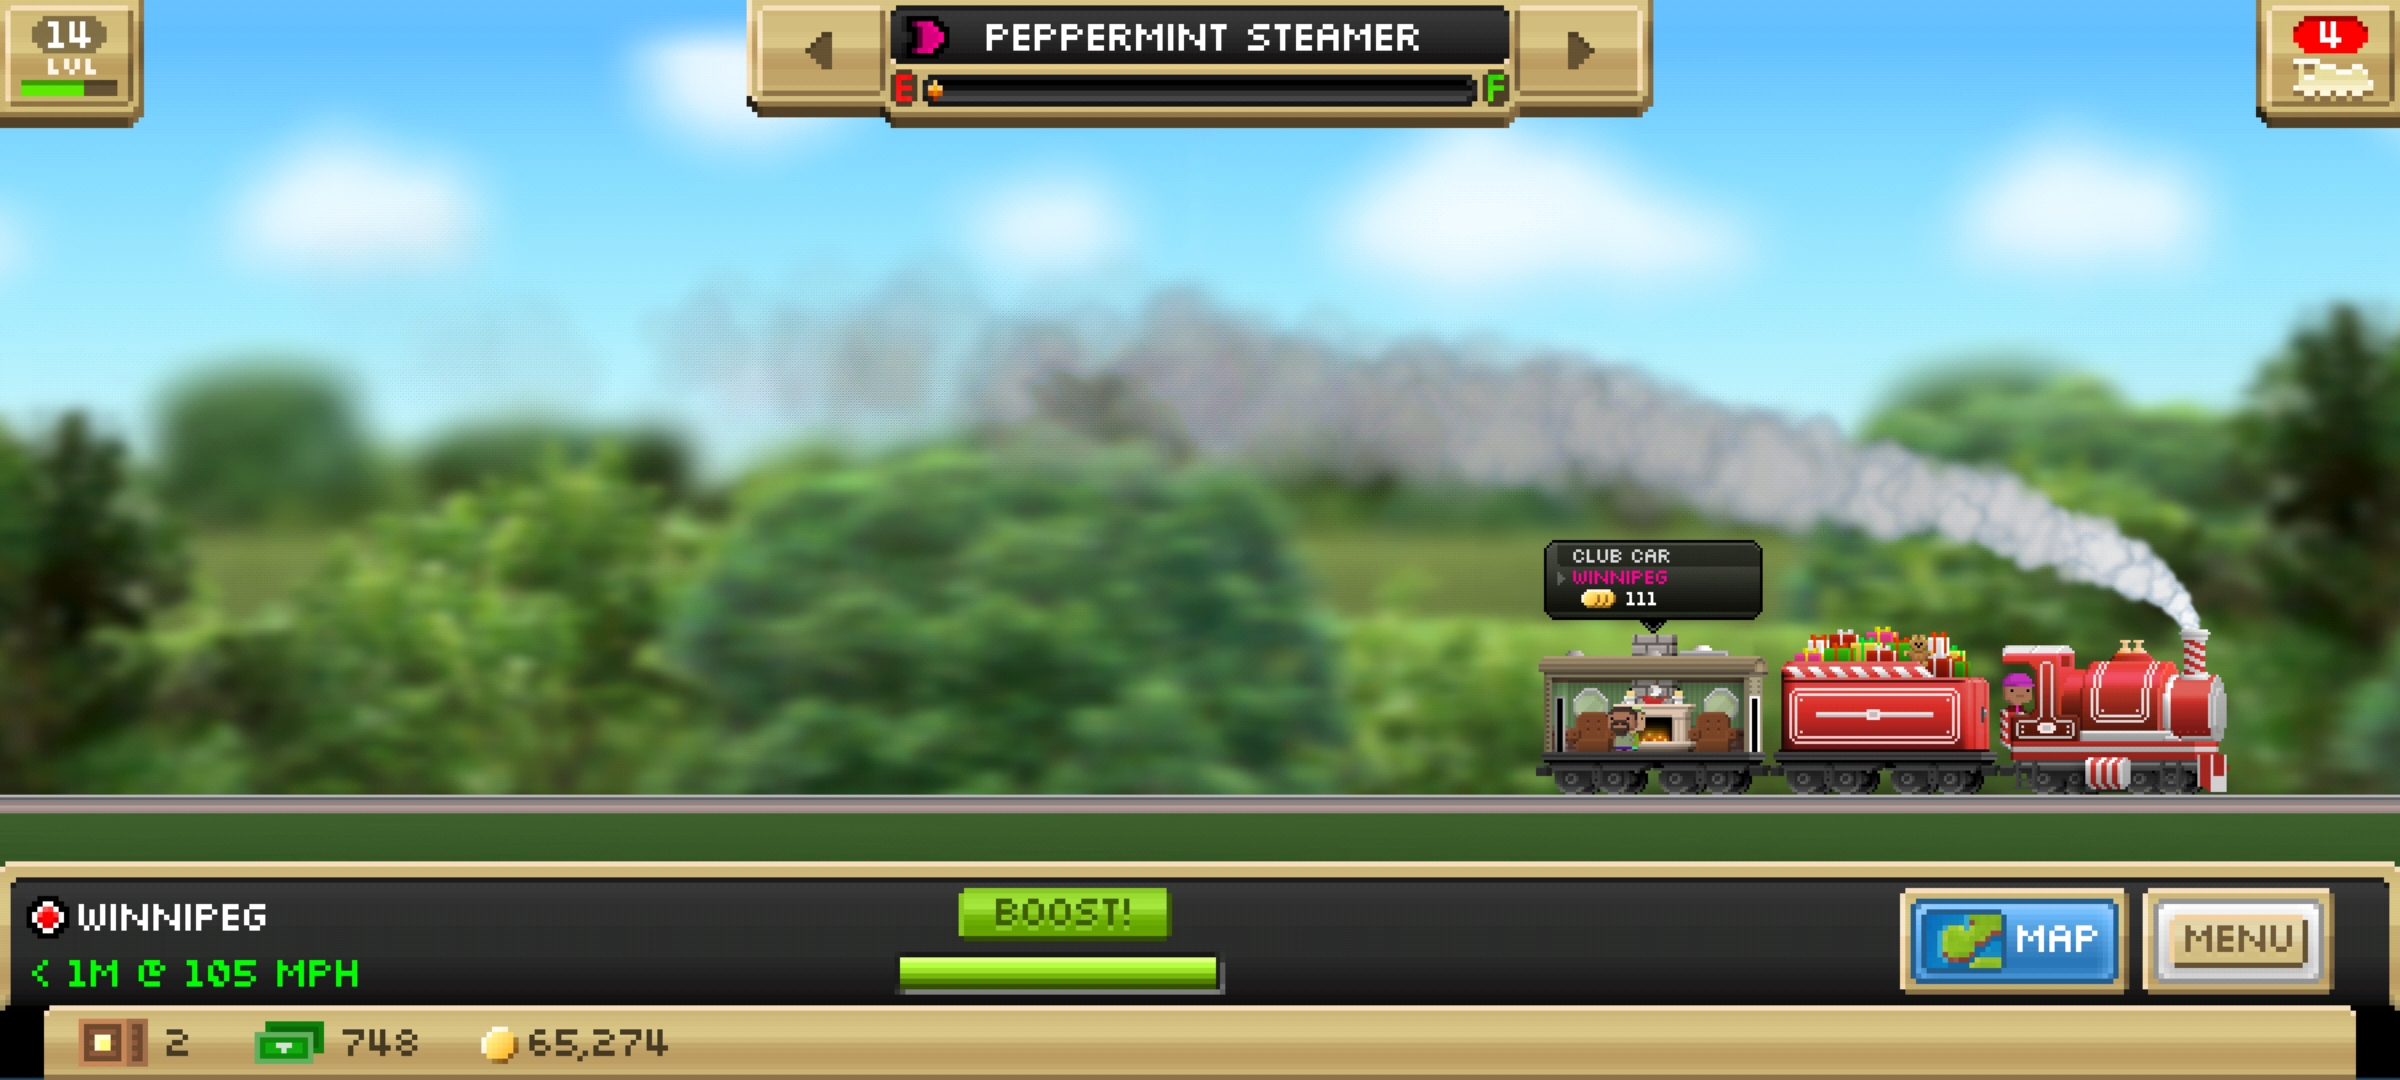 14
LVL
PEPPERMINT STEAMER
E
F
4
CLUB CAR
WINNIPEG
111
WINNIPEG
< 1M @ 105 MPH
BOOST!
MAP
MENU
2
748
65,274